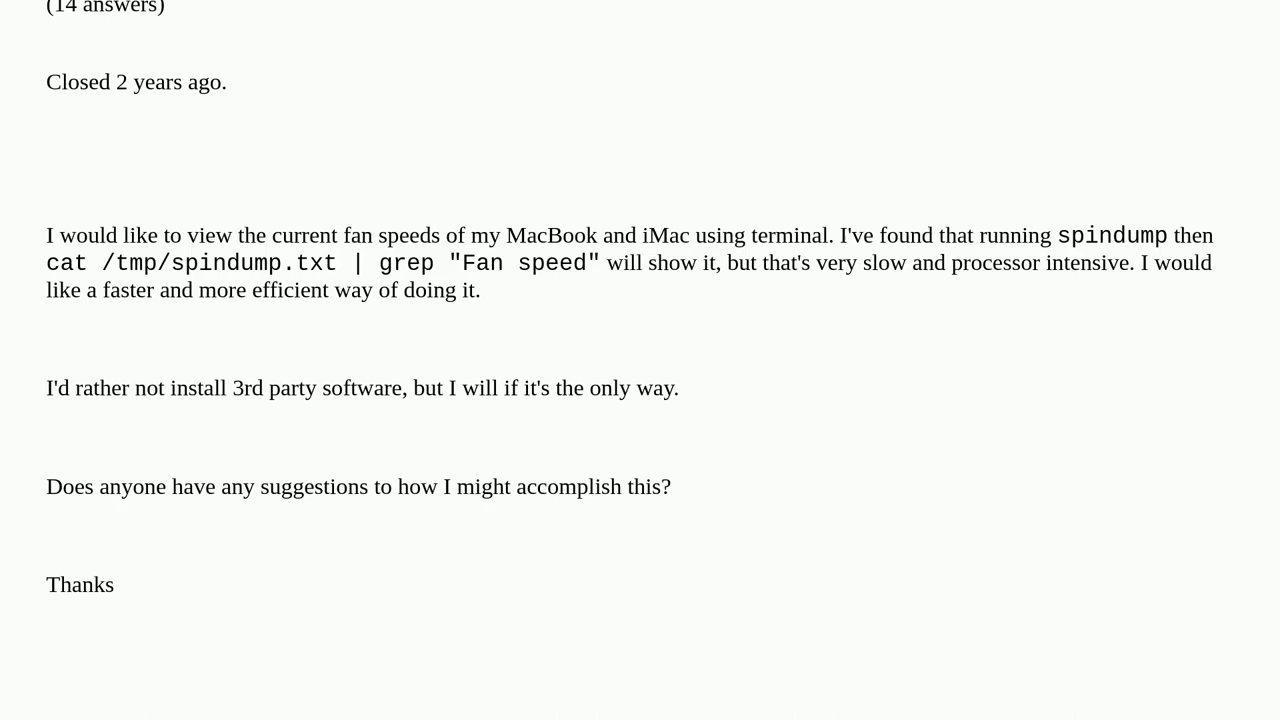 (14 answers)
Closed 2 years ago.
I would like to view the current fan speeds of my MacBook and iMac using terminal. I've found that running spindump then
cat /tmp/spindump.txt | grep "Fan speed" will show it, but that's very slow and processor intensive. I would
like a faster and more efficient way of doing it.
I'd rather not install 3rd party software, but I will if it's the only way.
Does anyone have any suggestions to how I might accomplish this?
Thanks